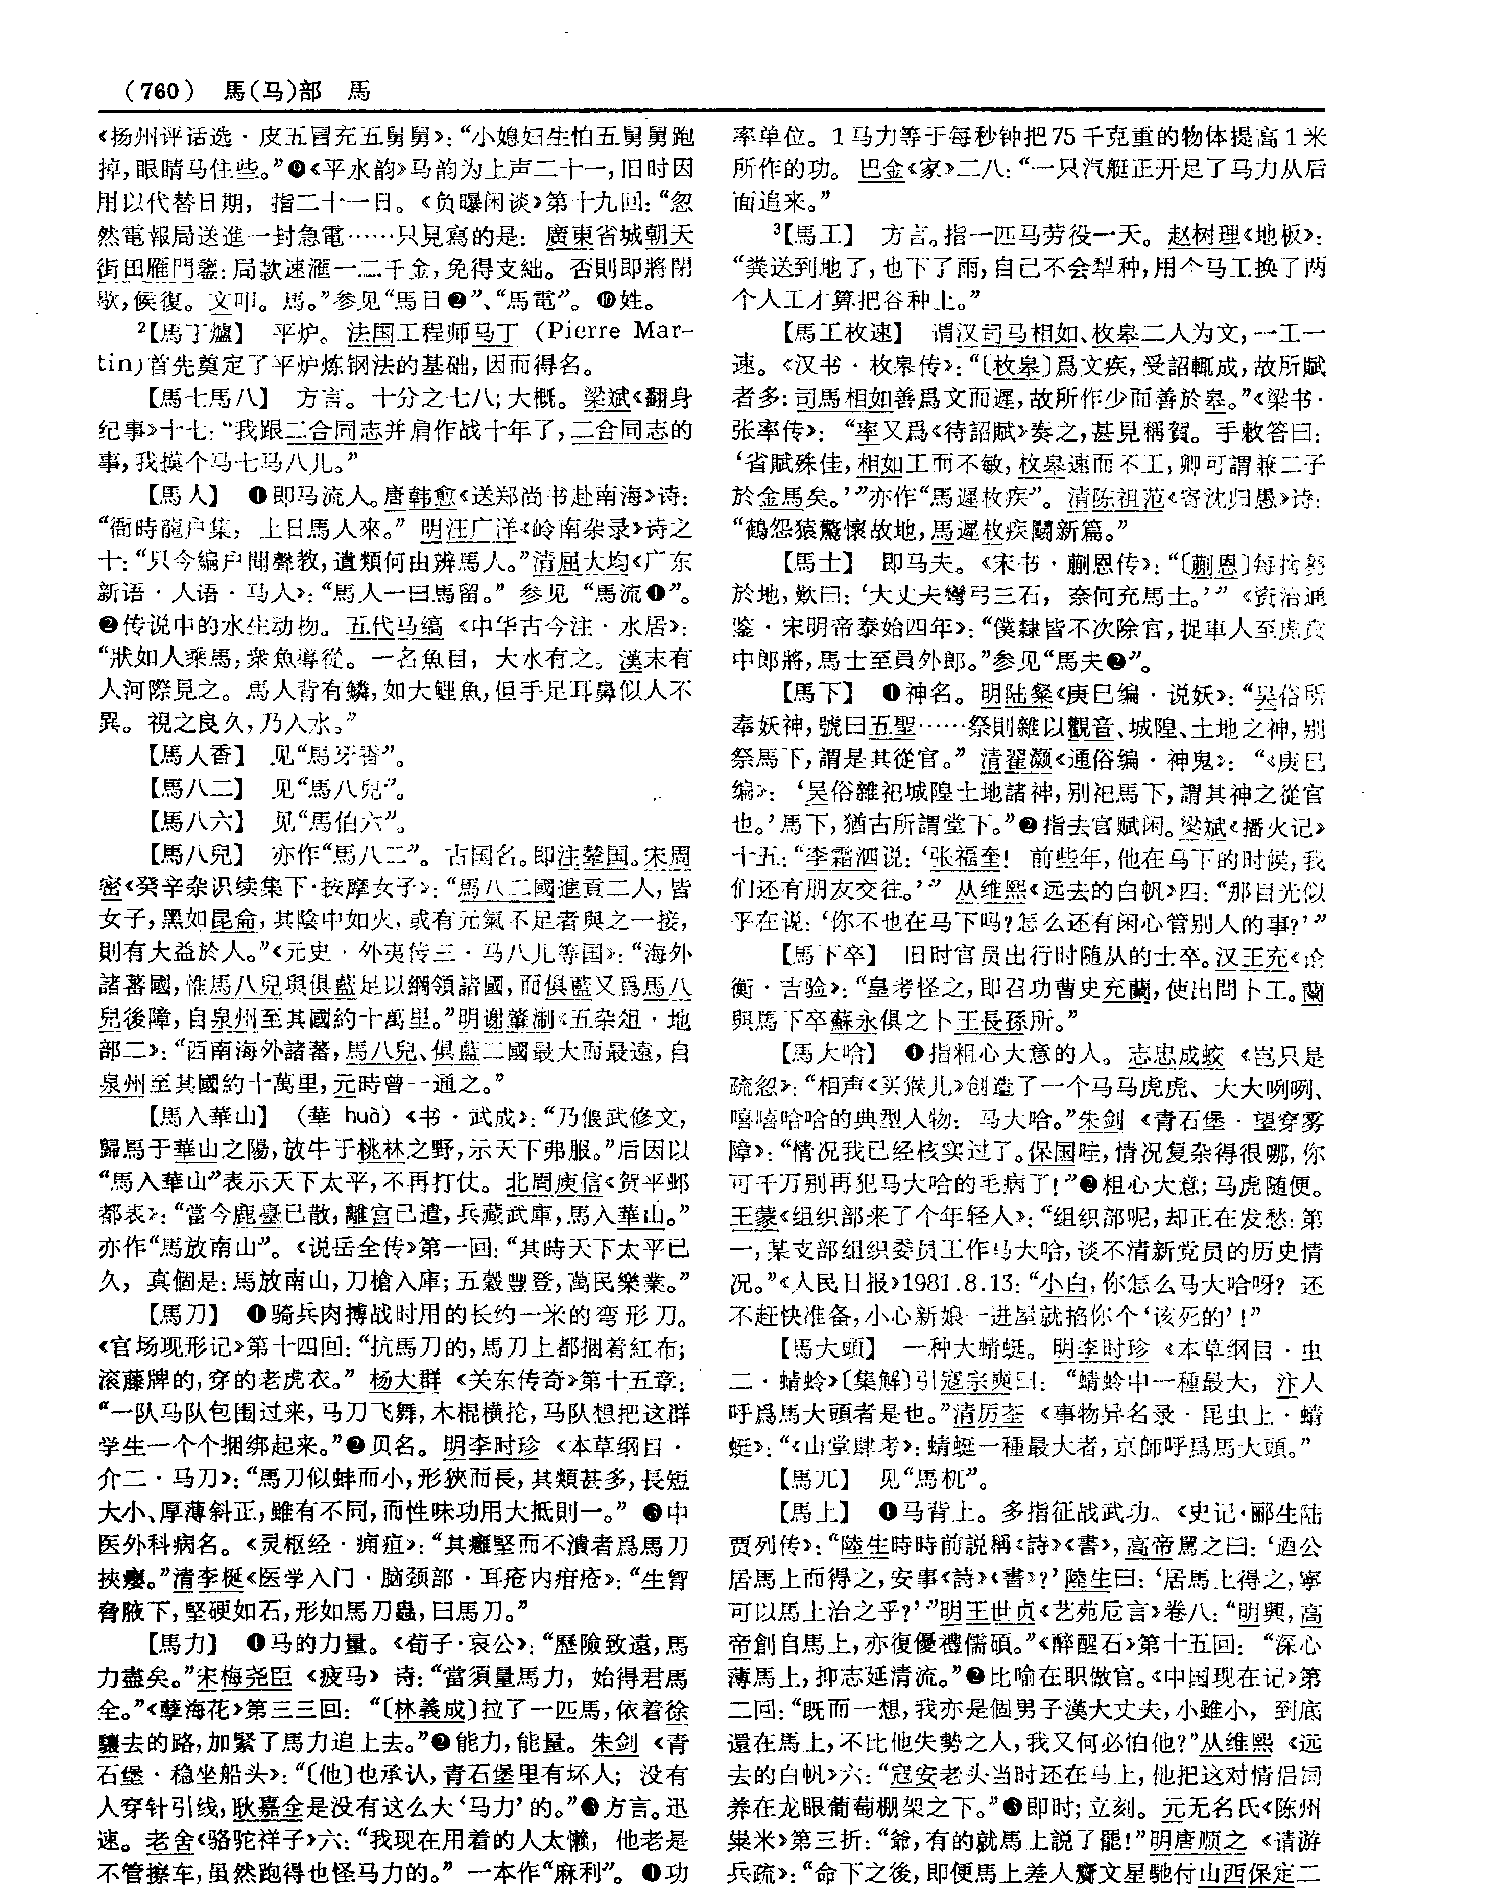 (760) 馬(马)部 馬
《扬州评话选·皮五冒充五舅舅》:“小媳妇生怕五舅舅跑
掉,眼睛马住些。”❾《平水韵》马韵为上声二十一,旧时因
用以代替日期, 指二十一日。《负曝闲谈》第十九回:“忽
然電報局送進一封急電……只見寫的是: 廣東省城朝天
街田雁門鑒:局款速滙一二千金,免得支絀。否則即將閉
歇,候復。文叩。馬。”参见“馬日❷”、“馬電”。 ❿姓。
²【馬丁爐】 平炉。 法国工程师马丁 (Pierre Mar-
tin)首先奠定了平炉炼钢法的基础,因而得名。
【馬七馬八】 方言。十分之七八;大概。梁斌《翻身
纪事》十七:“我跟二合同志并肩作战十年了,二合同志的
事,我摸个马七马八儿。”
【馬人】 ❶即马流人。唐韩愈《送郑尚书赴南海》诗:
“衙時龍户集, 上日馬人來。” 明汪广洋《岭南杂录》诗之
十:“只今編户聞聲教,遺類何由辨馬人。”清屈大均《广东
新语·人语·马人》:“馬人一曰馬留。” 参见 “馬流❶”。
❷传说中的水生动物。 五代马缟 《中华古今注·水居》:
“狀如人乘馬,衆魚導從。一名魚目, 大水有之。漢末有
人河際見之。馬人背有鱗,如大鯉魚,但手足耳鼻似人不
異。視之良久,乃入水。”
【馬人香】 见“馬牙香”。
【馬八二】 见“馬八兒”。
【馬八六】 见“馬伯六”。
【馬八兒】 亦作“馬八二”。古国名。即注辇国。宋周
密《癸辛杂识续集下·按摩女子》:“馬八二國進貢二人,皆
女子,黑如昆侖,其陰中如火,或有元氣不足者與之一接,
則有大益於人。”《元史·外夷传三·马八儿等国》:“海外
諸蕃國,惟馬八兒與俱藍足以綱領諸國,而俱藍又爲馬八
兒後障,自泉州至其國約十萬里。”明谢肇淛《五杂俎·地
部二》:“西南海外諸蕃,馬八兒、俱藍二國最大而最遠,自
泉州至其國約十萬里,元時曾一通之。”
【馬入華山】 (華 huà)《书·武成》:“乃偃武修文,
歸馬于華山之陽,放牛于桃林之野,示天下弗服。”后因以
“馬入華山”表示天下太平,不再打仗。北周庾信《贺平邺
都表》:“當今鹿臺已散,離宫已遣,兵藏武庫,馬入華山。”
亦作“馬放南山”。《说岳全传》第一回:“其時天下太平已
久, 真個是:馬放南山,刀槍入庫;五穀豐登,萬民樂業。”
【馬刀】 ❶骑兵肉搏战时用的长约一米的弯形刀。
《官场现形记》第十四回:“抗馬刀的,馬刀上都捆着紅布;
滚藤牌的,穿的老虎衣。” 杨大群 《关东传奇》第十五章:
“一队马队包围过来,马刀飞舞,木棍横抡,马队想把这群
学生一个个捆绑起来。”❷贝名。明李时珍 《本草纲目·
介二·马刀》:“馬刀似蚌而小,形狹而長,其類甚多,長短
大小、厚薄斜正,雖有不同,而性味功用大抵則一。” ❸中
医外科病名。《灵枢经·痈疽》:“其癰堅而不潰者爲馬刀
挾癭。”清李梴《医学入门·脑颈部·耳疮内疳疮》:“生胷
脅腋下,堅硬如石,形如馬刀蟲,曰馬刀。”
【馬力】 ❶马的力量。《荀子·哀公》:“歷險致遠,馬
力盡矣。”宋梅尧臣 《疲马》 诗:“當須量馬力, 始得君馬
全。”《孽海花》第三三回: “〔林義成〕拉了一匹馬,依着徐
驤去的路,加緊了馬力追上去。”❷能力,能量。 朱剑 《青
石堡·稳坐船头》:“〔他〕也承认,青石堡里有坏人; 没有
人穿针引线,耿嘉全是没有这么大‘马力’的。”❸方言。迅
速。老舍《骆驼祥子》六:“我现在用着的人太懒, 他老是
不管擦车,虽然跑得也怪马力的。” 一本作“麻利”。 ❹功
率单位。1马力等于每秒钟把75千克重的物体提高1米
所作的功。 巴金《家》二八:“一只汽艇正开足了马力从后
面追来。”
³【馬工】 方言。指一匹马劳役一天。赵树理《地板》:
“粪送到地了,也下了雨,自己不会犁种,用个马工换了两
个人工才算把谷种上。”
【馬工枚速】 谓汉司马相如、枚皋二人为文,一工一
速。《汉书·枚皋传》:“〔枚皋〕爲文疾,受詔輒成,故所賦
者多:司馬相如善爲文而遲,故所作少而善於皋。”《梁书·
张率传》: “率又爲《待詔賦》奏之,甚見稱賞。手敕答曰:
‘省賦殊佳,相如工而不敏,枚皋速而不工,卿可謂兼二子
於金馬矣。’”亦作“馬遲枚疾”。清陈祖范《寄沈归愚》诗:
“鶴怨猿驚懷故地,馬遲枚疾鬭新篇。”
【馬士】 即马夫。《宋书·蒯恩传》:“〔蒯恩〕每捨芻
於地,歎曰:‘大丈夫彎弓三石, 奈何充馬士。’” 《资治通
鉴·宋明帝泰始四年》:“僕隸皆不次除官,捉車人至虎賁
中郎將,馬士至員外郎。”参见“馬夫❷”。
【馬下】 ❶神名。明陆粲《庚巳编·说妖》:“吴俗所
奉妖神,號曰五聖……祭則雜以觀音、城隍、土地之神,别
祭馬下,謂是其從官。” 清翟灏《通俗编·神鬼》: “《庚巳
编》: ‘吴俗雜祀城隍土地諸神,别祀馬下,謂其神之從官
也。’馬下,猶古所謂堂下。”❷指去官赋闲。梁斌《播火记》
十五:“李霜泗说:‘张福奎! 前些年,他在马下的时候,我
们还有朋友交往。’” 从维熙《远去的白帆》四:“那目光似
乎在说:‘你不也在马下吗?怎么还有闲心管别人的事?’”
【馬下卒】 旧时官员出行时随从的士卒。汉王充《论
衡·吉验》:“皇考怪之,即召功曹史充蘭,使出問卜工。蘭
與馬下卒蘇永俱之卜王長孫所。”
【馬大哈】 ❶指粗心大意的人。 志忠成蛟 《岂只是
疏忽》:“相声《买猴儿》创造了一个马马虎虎、大大咧咧、
嘻嘻哈哈的典型人物: 马大哈。”朱剑 《青石堡·望穿雾
障》:“情况我已经核实过了。保国哇,情况复杂得很哪,你
可千万别再犯马大哈的毛病了!”❷粗心大意;马虎随便。
王蒙《组织部来了个年轻人》:“组织部呢,却正在发愁:第
一,某支部组织委员工作马大哈,谈不清新党员的历史情
况。”《人民日报》1981.8.13:“小白,你怎么马大哈呀? 还
不赶快准备,小心新娘一进屋就掐你个‘该死的’!”
【馬大頭】 一种大蜻蜓。明李时珍 《本草纲目·虫
二·蜻蛉》〔集解〕引寇宗奭曰: “蜻蛉中一種最大, 汴人
呼爲馬大頭者是也。”清厉荃 《事物异名录·昆虫上·蜻
蜓》:“《山堂肆考》:蜻蜓一種最大者,京師呼爲馬大頭。”
【馬兀】 见“馬杌”。
【馬上】 ❶马背上。多指征战武功。《史记·郦生陆
贾列传》:“陸生時時前說稱《詩》《書》,高帝駡之曰:‘迺公
居馬上而得之,安事《詩》《書》?’陸生曰:‘居馬上得之,寧
可以馬上治之乎?’”明王世贞《艺苑卮言》卷八:“明興,高
帝創自馬上,亦復優禮儒碩。”《醉醒石》第十五回: “深心
薄馬上,抑志延清流。”❷比喻在职做官。《中国现在记》第
二回:“既而一想,我亦是個男子漢大丈夫,小雖小, 到底
還在馬上,不比他失勢之人,我又何必怕他?”从维熙 《远
去的白帆》六:“寇安老头当时还在马上,他把这对情侣词
养在龙眼葡萄棚架之下。”❸即时;立刻。 元无名氏《陈州
粜米》第三折:“爺,有的就馬上説了罷!”明唐顺之 《请游
兵疏》:“命下之後,即便馬上差人齎文星馳付山西保定二